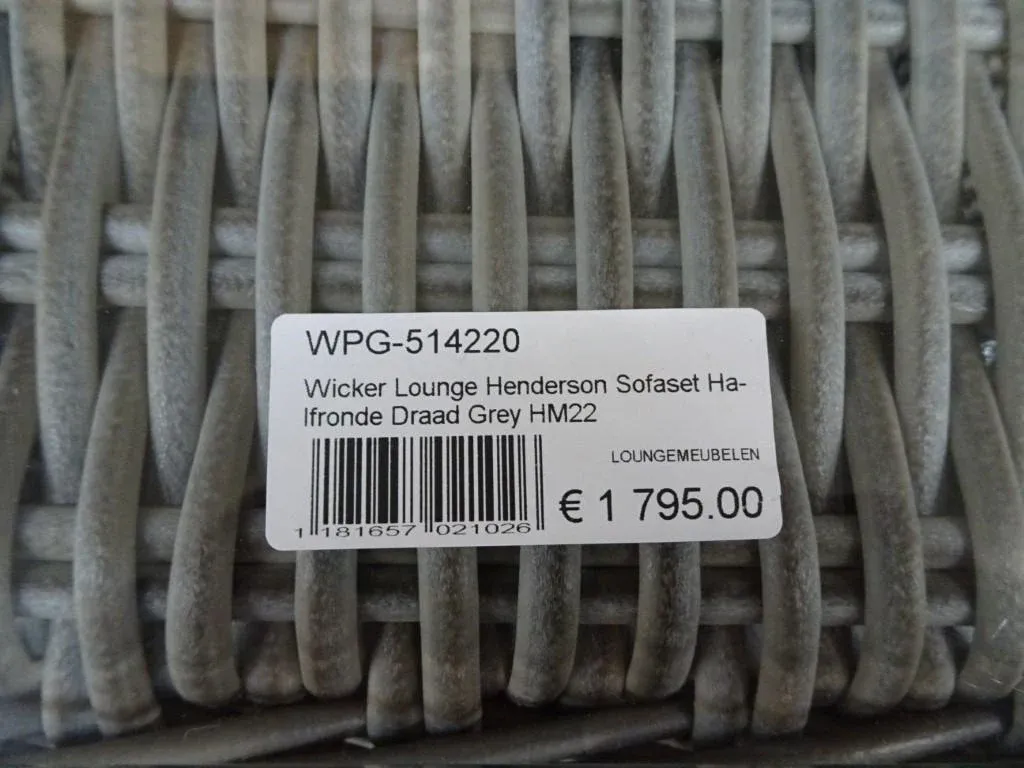 WPG-514220
Wicker Lounge Henderson Sofaset Ha-
lfronde Draad Grey HM22
LOUNGEMEUBELEN
€ 1 795.00
1 181657 021026